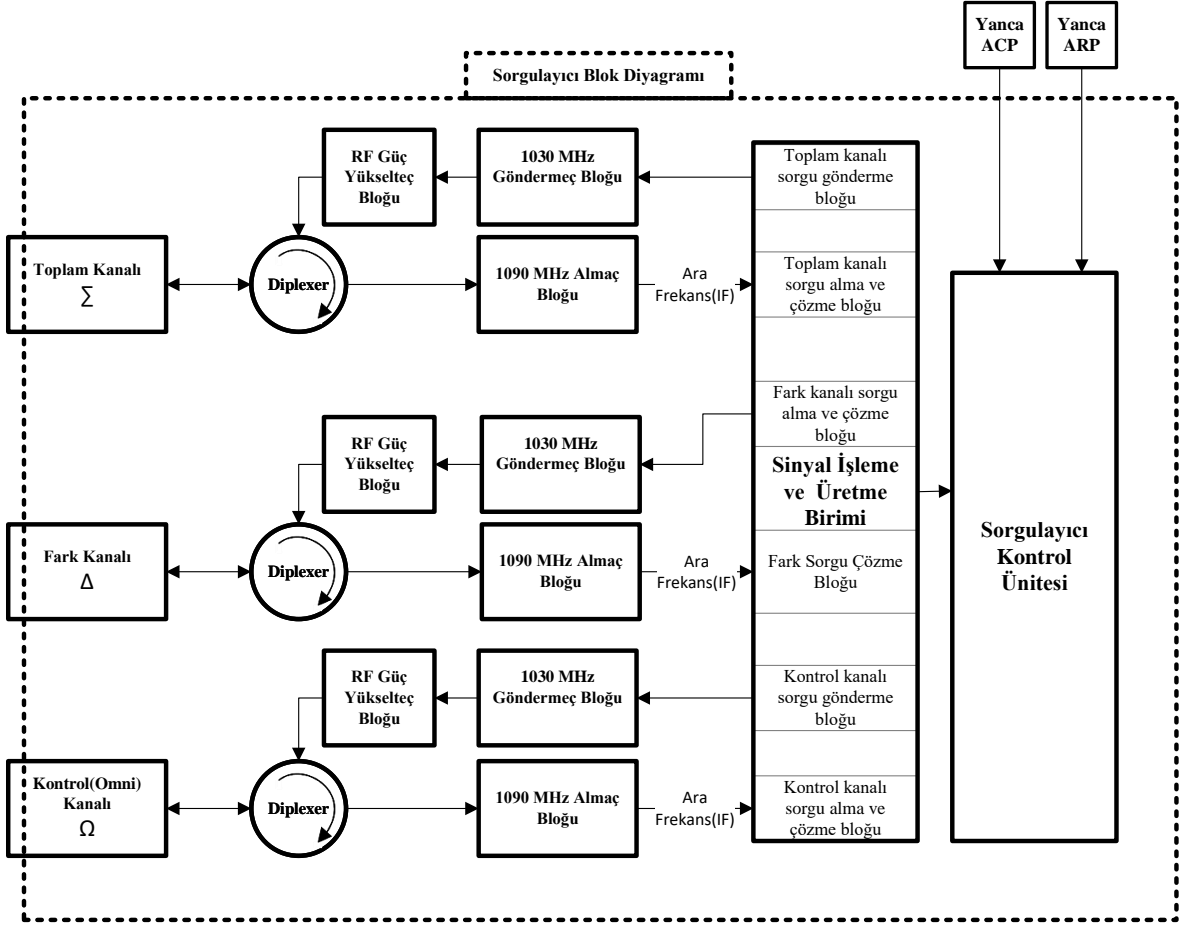 Yanca
ACP
Yanca
ARP
Sorgulayıcı Blok Diyagramı
RF Güç
Yükselteç
Bloğu
1030 MHz
Göndermeç Bloğu
Toplam kanalı
sorgu gönderme
bloğu
Toplam Kanalı
∑
Diplexer
1090 MHz Almaç
Bloğu
Ara
Frekans(IF)
Toplam kanalı
sorgu alma ve
çözme bloğu
Fark kanalı sorgu
alma ve çözme
bloğu
RF Güç
Yükselteç
Bloğu
1030 MHz
Göndermeç Bloğu
Sinyal İşleme
ve Üretme
Birimi
Sorgulayıcı
Kontrol
Ünitesi
Fark Kanalı
Δ
Diplexer
1090 MHz Almaç
Bloğu
Ara
Frekans(IF)
Fark Sorgu Çözme
Bloğu
RF Güç
Yükselteç
Bloğu
1030 MHz
Göndermeç Bloğu
Kontrol kanalı
sorgu gönderme
bloğu
Kontrol(Omni)
Kanalı
Ω
Diplexer
1090 MHz Almaç
Bloğu
Ara
Frekans(IF)
Kontrol kanalı
sorgu alma ve
çözme bloğu